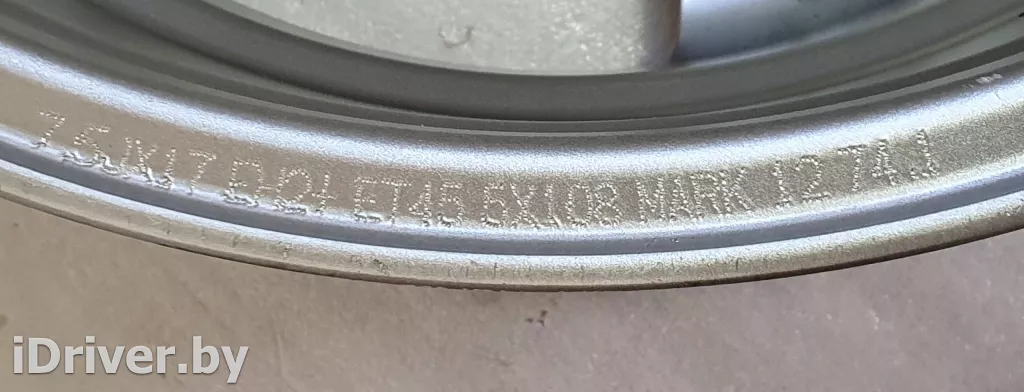 7.5JX17 EH2+ ET45 5X108 MARK 12 74.1
iDriver.by